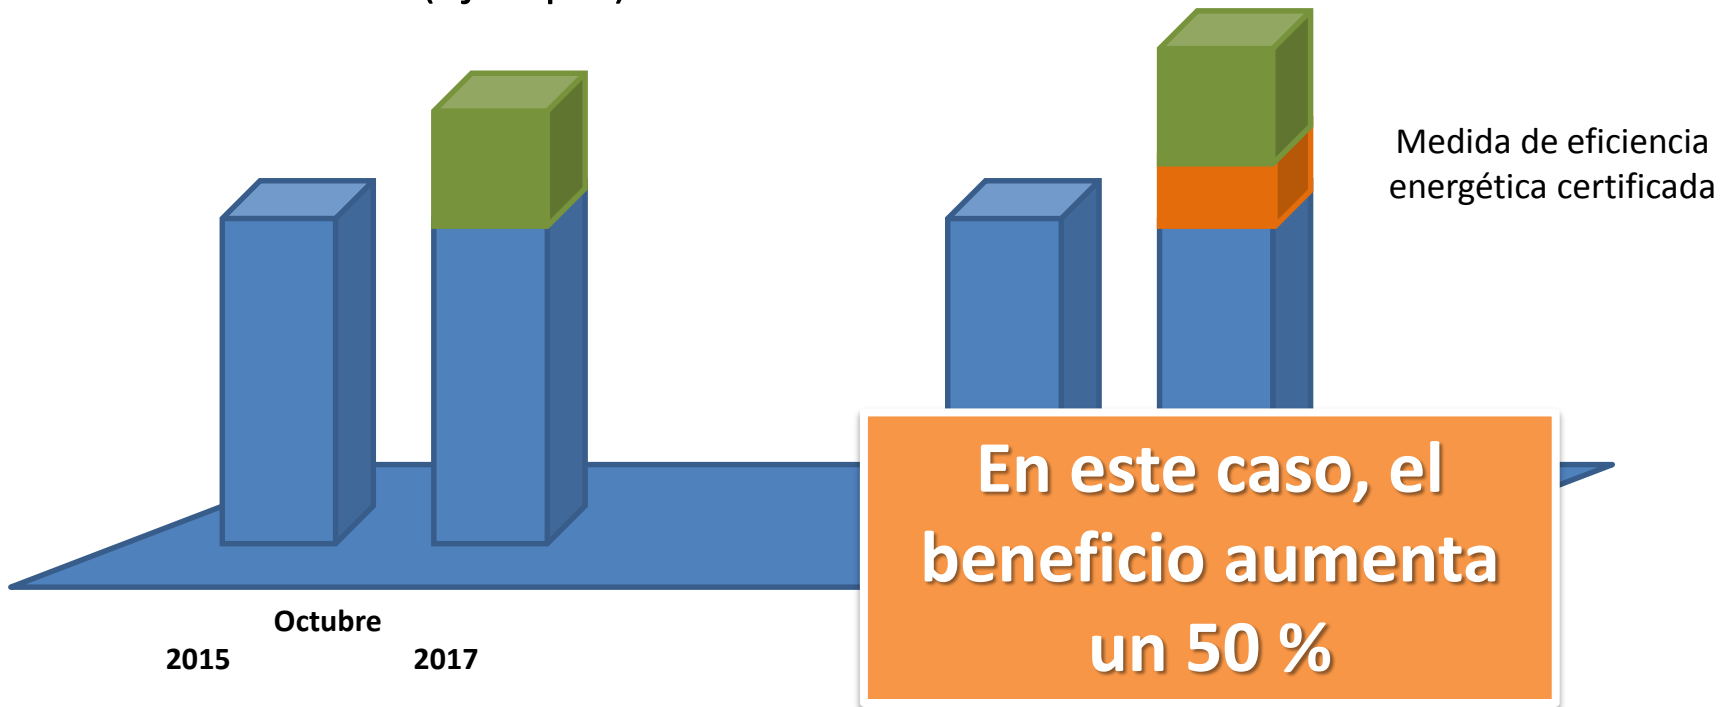 Medida de eficiencia
energética certificada
En este caso, el
beneficio aumenta
un 50 %
Octubre
2015 2017